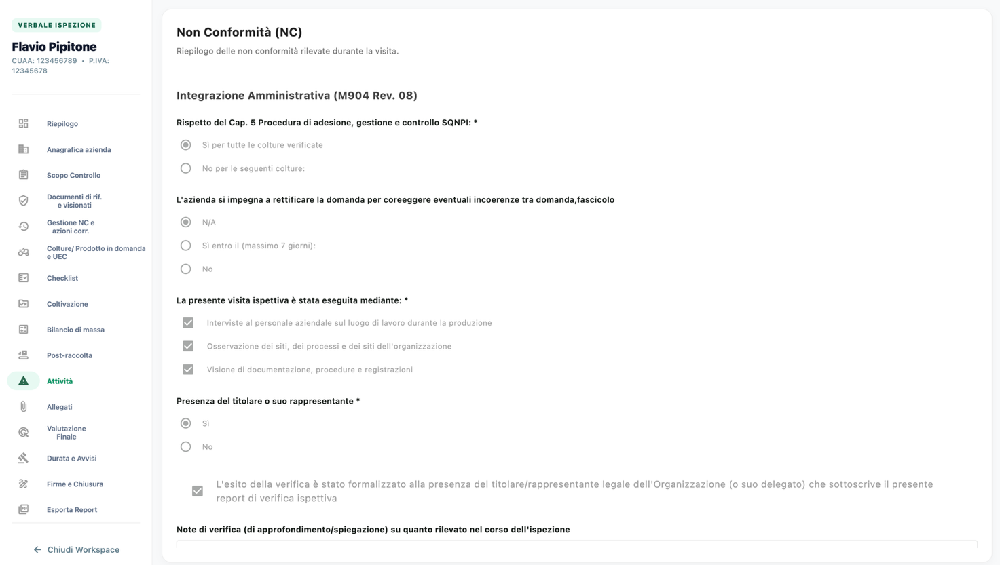 VERBALE ISPEZIONE
Flavio Pipitone
CUAA: 123456789 • P.IVA:
12345678
Riepilogo
Anagrafica azienda
Scopo Controllo
Documenti di rif.
e visionati
Gestione NC e
azioni corr.
Colture/ Prodotto in domanda
e UEC
Checklist
Coltivazione
Bilancio di massa
Post-raccolta
Attività
Allegati
Valutazione
Finale
Durata e Avvisi
Firme e Chiusura
Esporta Report
Chiudi Workspace
Non Conformità (NC)
Riepilogo delle non conformità rilevate durante la visita.
Integrazione Amministrativa (M904 Rev. 08)
Rispetto del Cap. 5 Procedura di adesione, gestione e controllo SQNPI: *
Sì per tutte le colture verificate
No per le seguenti colture:
L'azienda si impegna a rettificare la domanda per coreeggere eventuali incoerenze tra domanda,fascicolo
N/A
Sì entro il (massimo 7 giorni):
No
La presente visita ispettiva è stata eseguita mediante: *
Interviste al personale aziendale sul luogo di lavoro durante la produzione
Osservazione dei siti, dei processi e dei siti dell'organizzazione
Visione di documentazione, procedure e registrazioni
Presenza del titolare o suo rappresentante *
Sì
No
L'esito della verifica è stato formalizzato alla presenza del titolare/rappresentante legale dell'Organizzazione (o suo delegato) che sottoscrive il presente
report di verifica ispettiva
Note di verifica (di approfondimento/spiegazione) su quanto rilevato nel corso dell'ispezione